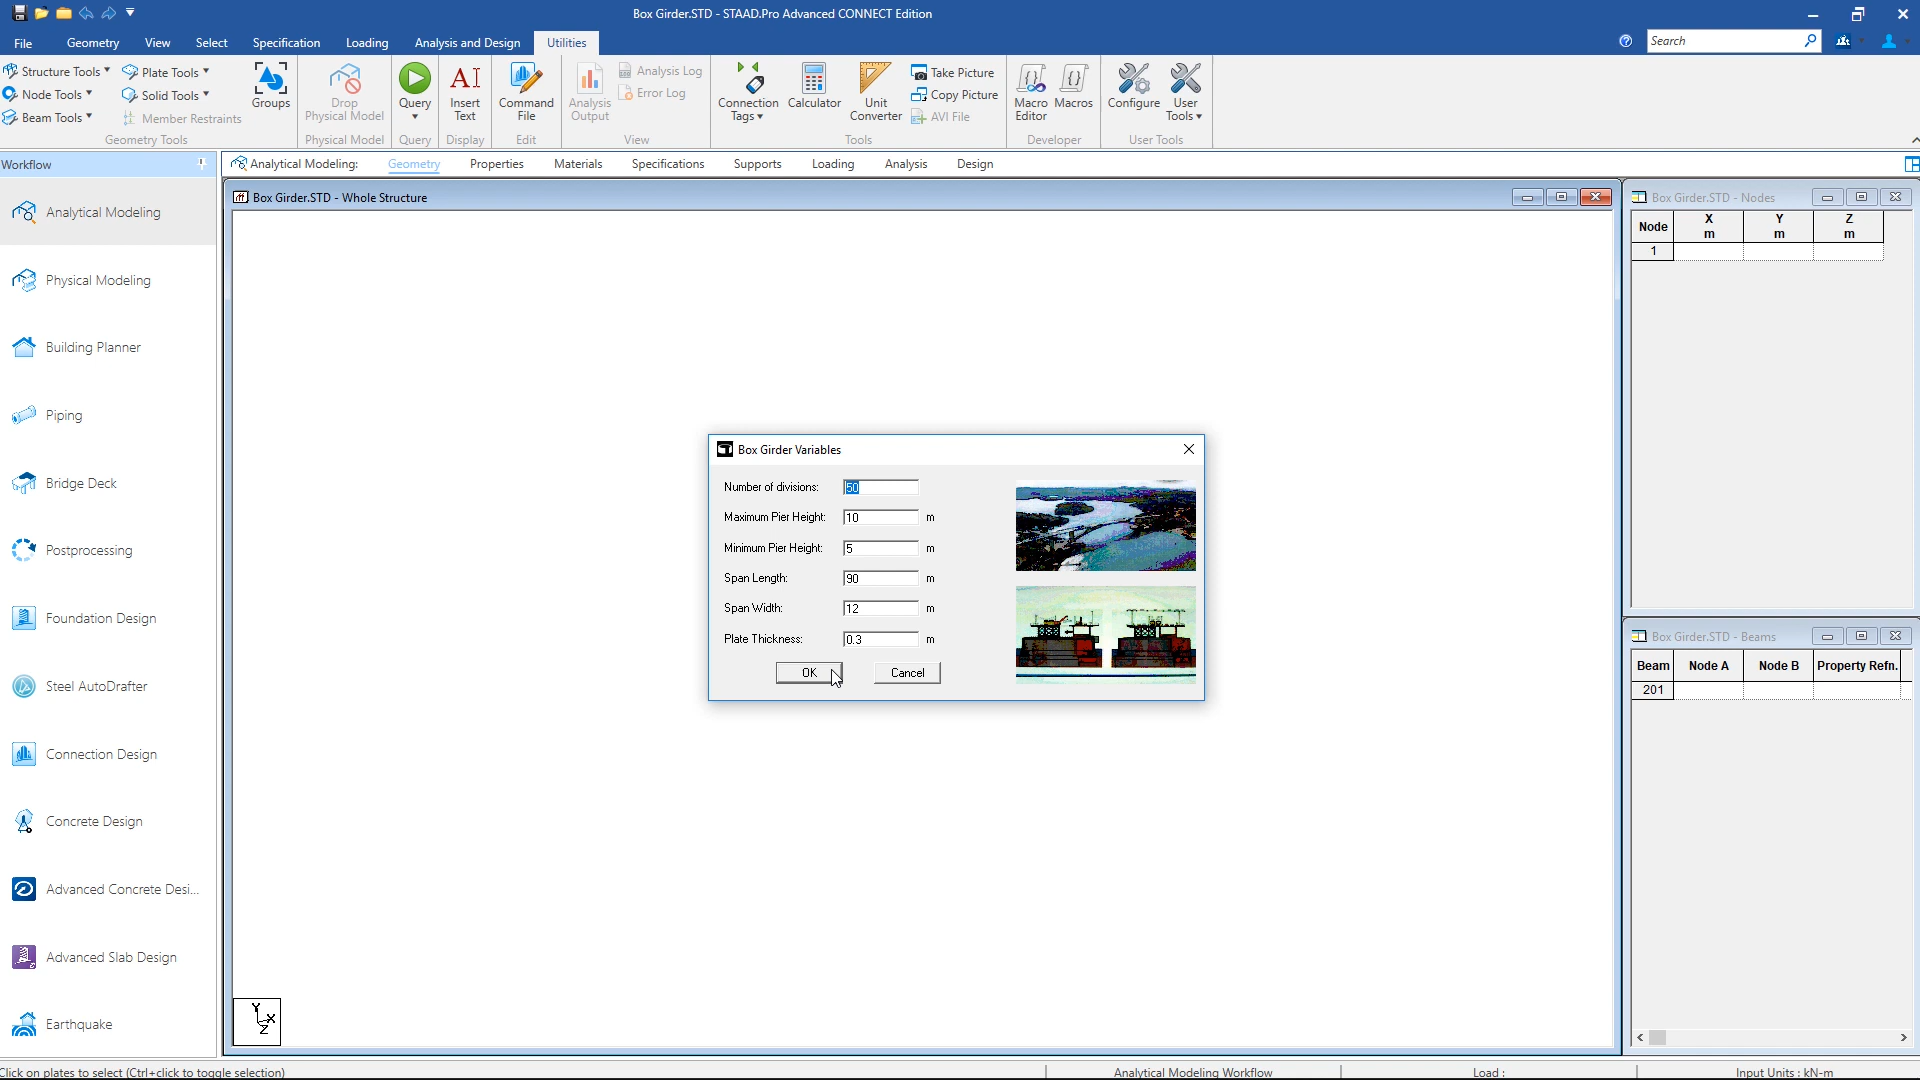 Box Girder.STD - STAAD.Pro Advanced CONNECT Edition
File Geometry View Select Specification Loading Analysis and Design Utilities Search
Structure Tools Plate Tools
Node Tools Solid Tools
Beam Tools Member Restraints
Geometry Tools
Groups
Drop
Physical Model
Physical Model
Query
Query
Insert
Text
Display
Command
File
Edit
Analysis
Output
Analysis Log
Error Log
View
Connection
Tags
Calculator
Unit
Converter
Take Picture
Copy Picture
AVI File
Tools
Macro
Editor
Macros
Developer
Configure
User
Tools
User Tools
Workflow
Analytical Modeling: Geometry Properties Materials Specifications Supports Loading Analysis Design
Analytical Modeling
Physical Modeling
Building Planner
Piping
Bridge Deck
Postprocessing
Foundation Design
Steel AutoDrafter
Connection Design
Concrete Design
Advanced Concrete Desi...
Advanced Slab Design
Earthquake
Box Girder.STD - Whole Structure
Box Girder Variables
Number of divisions: 50
Maximum Pier Height: 10 m
Minimum Pier Height: 5 m
Span Length: 90 m
Span Width: 12 m
Plate Thickness: 0.3 m
OK Cancel
Y
X
Z
Box Girder.STD - Nodes
Node X m Y m Z m
1
Box Girder.STD - Beams
Beam Node A Node B Property Refn.
201
Click on plates to select (Ctrl+click to toggle selection) Analytical Modeling Workflow Load : Input Units : kN-m